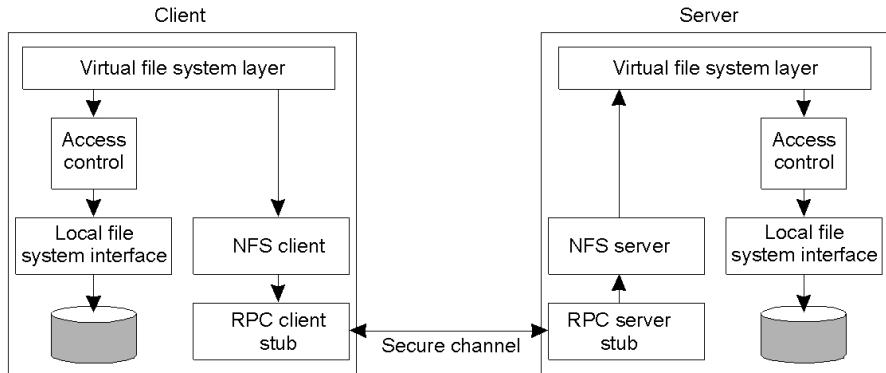 Client
Server
Virtual file system layer
Virtual file system layer
Access
control
Access
control
Local file
system interface
NFS client
NFS server
Local file
system interface
RPC client
stub
Secure channel
RPC server
stub